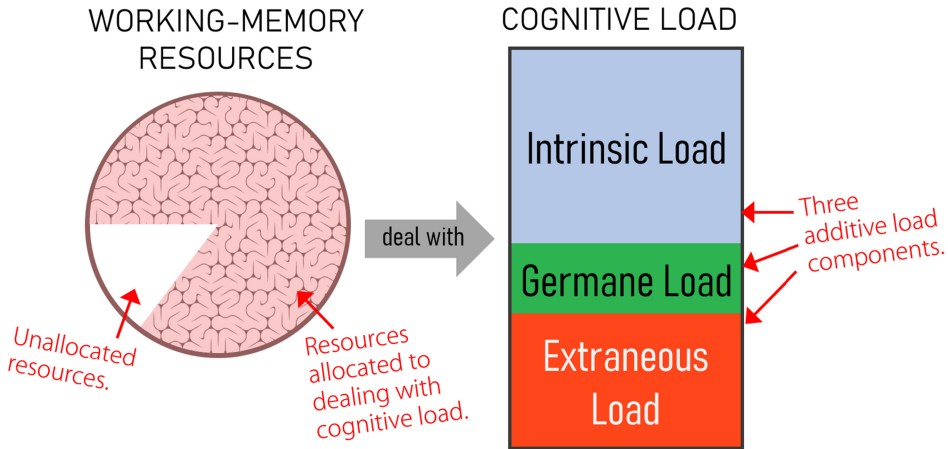 WORKING-MEMORY
RESOURCES
COGNITIVE LOAD
deal with
Intrinsic Load
Germane Load
Extraneous
Load
Three
additive load
components.
Unallocated
resources.
Resources
allocated to
dealing with
cognitive load.